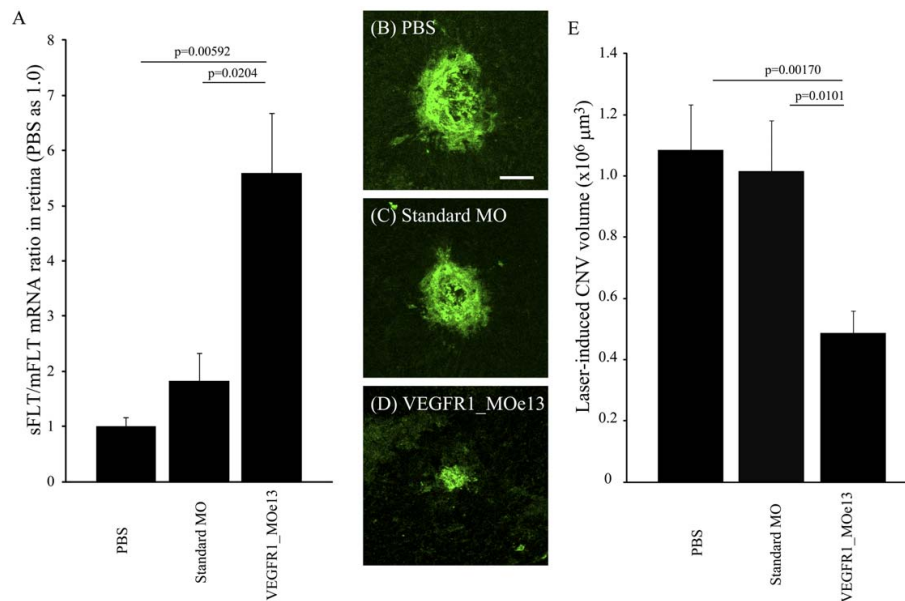 A
sFLT/mFLT mRNA ratio in retina (PBS as 1.0)
8
7
6
5
4
3
2
1
0
p=0.00592
p=0.0204
PBS
Standard MO
VEGFR1_MOe13
(B) PBS
(C) Standard MO
(D) VEGFR1_MOe13
E
Laser-induced CNV volume (x10⁶ μm³)
1.4
1.2
1.0
0.8
0.6
0.4
0.2
0
p=0.00170
p=0.0101
PBS
Standard MO
VEGFR1_MOe13